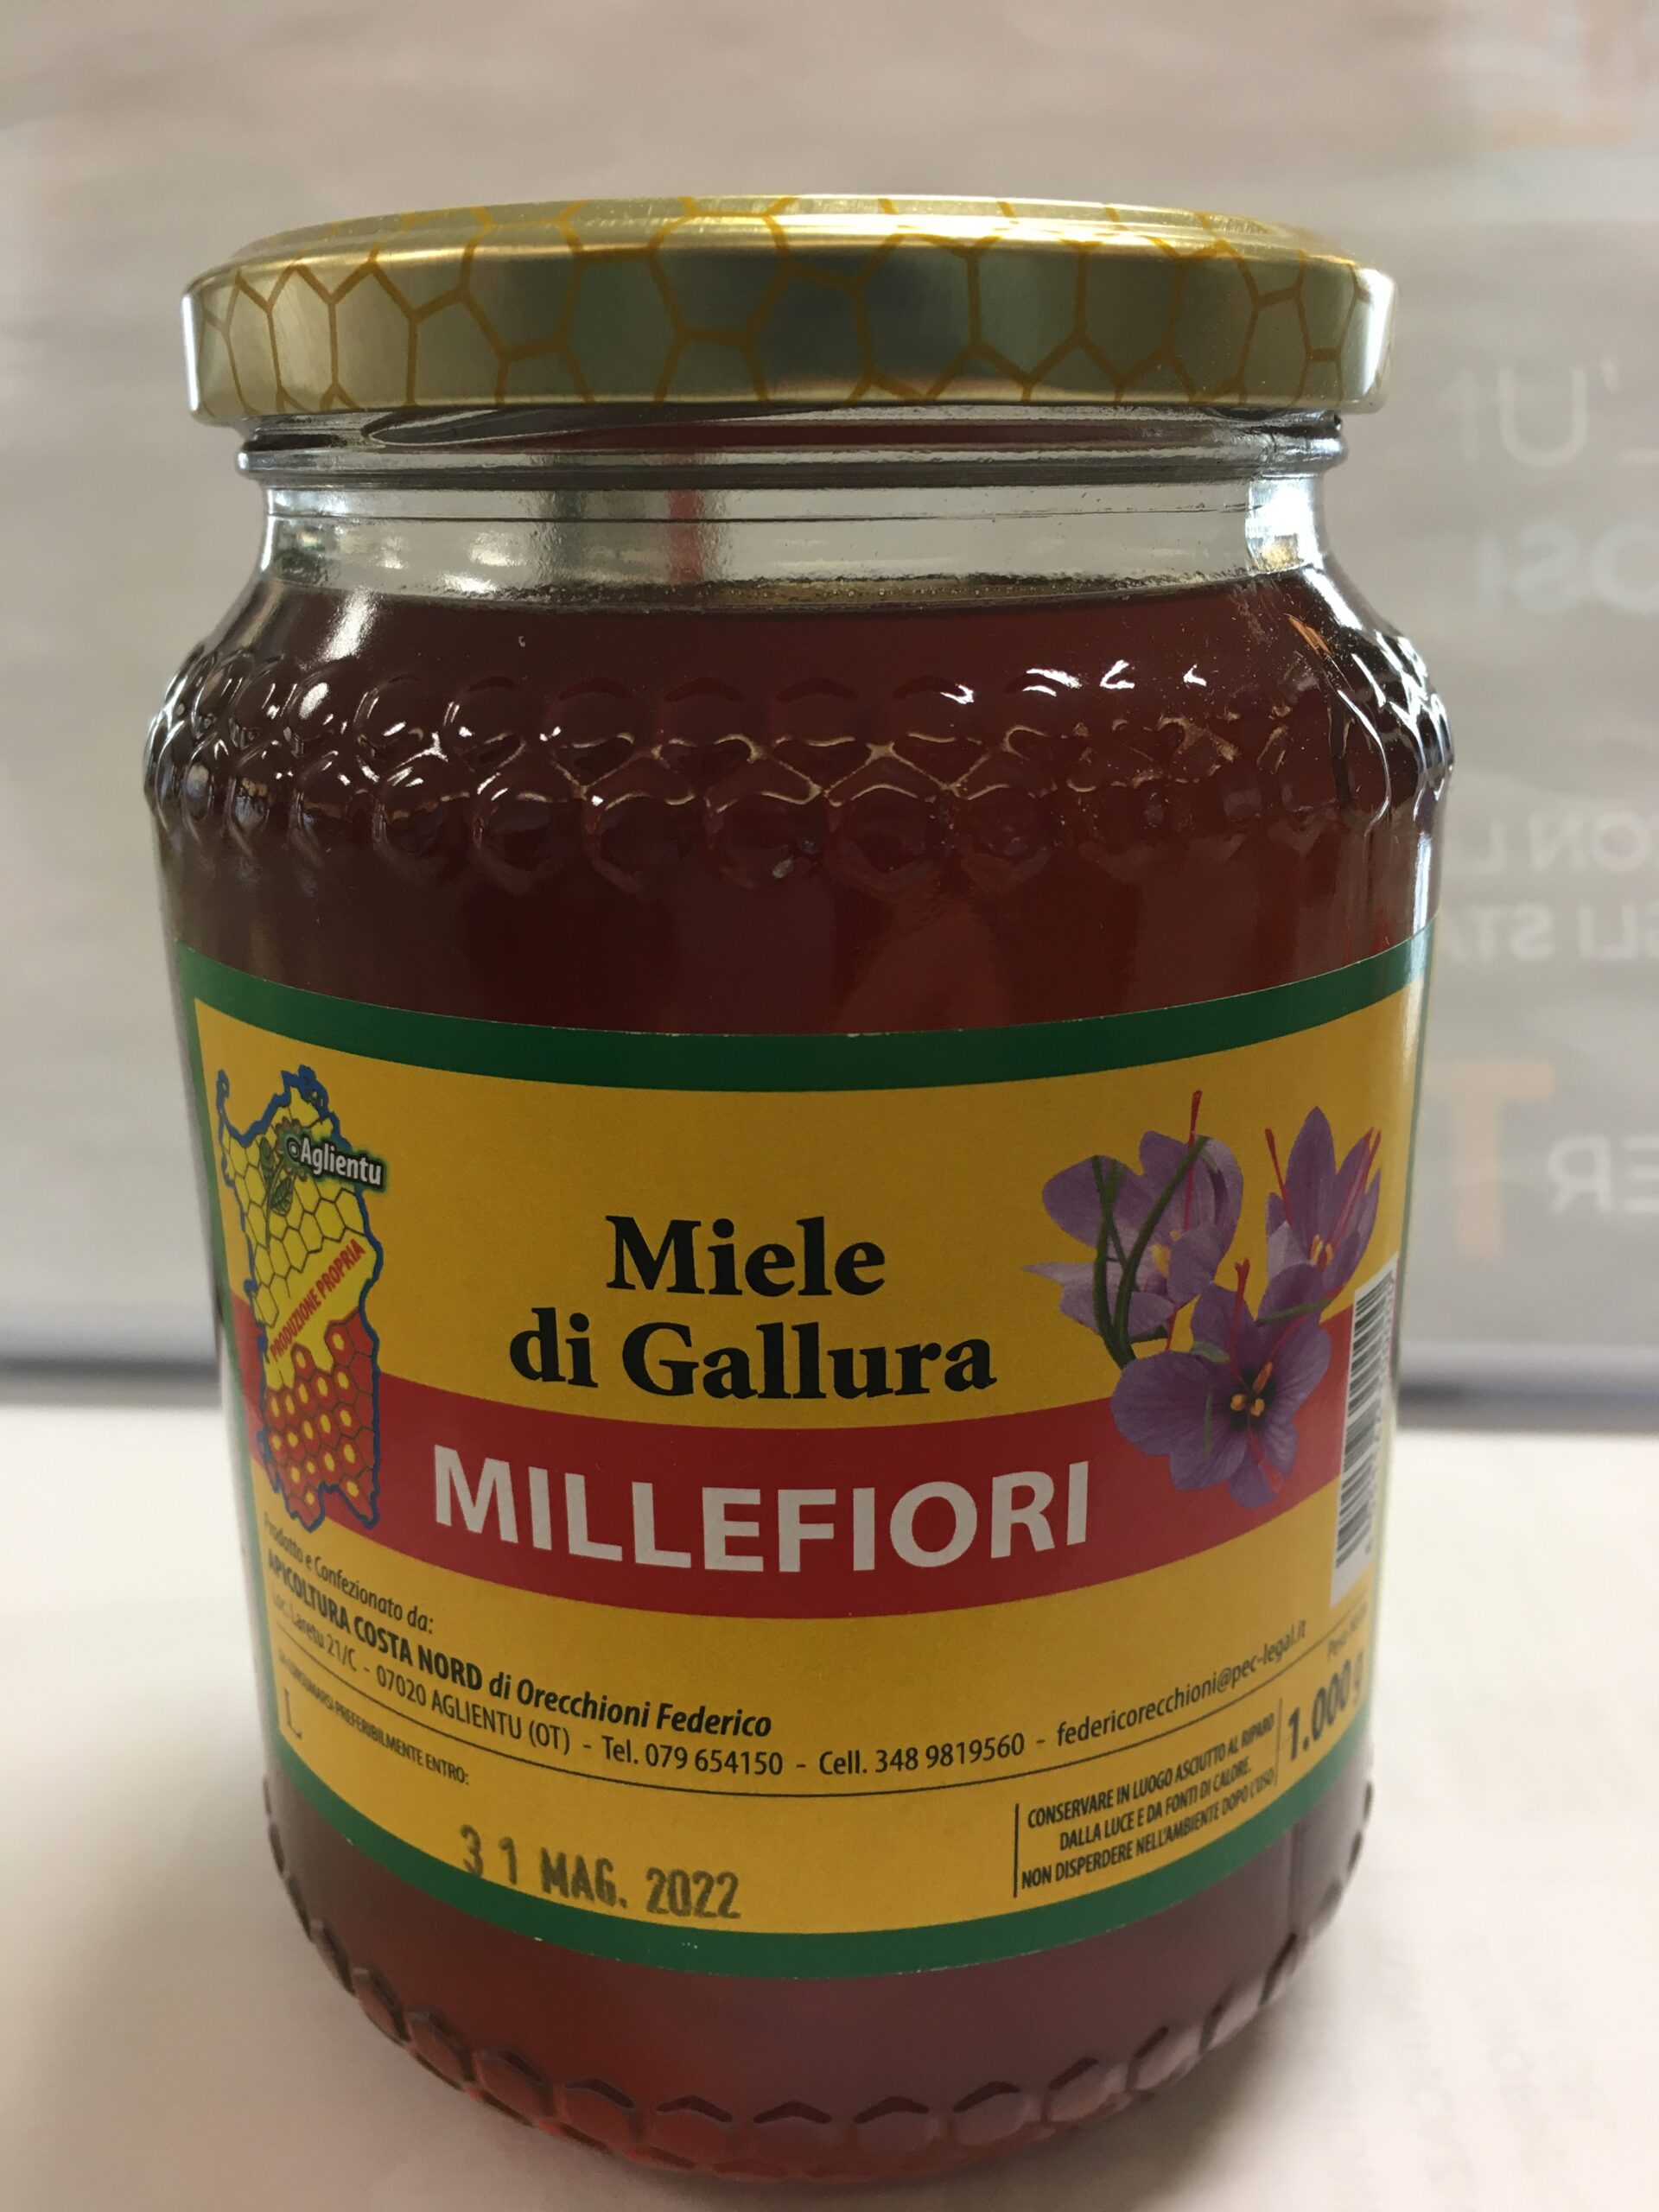 Aglientu
PRODUZIONE PROPRIA
Miele
di Gallura
MILLEFIORI
Prodotto e Confezionato da:
APICOLTURA COSTA NORD di Orecchioni Federico
Loc. Laretu 21/C - 07020 AGLIENTU (OT) - Tel. 079 654150 - Cell. 348 9819560 - federicorecchioni@pec-legal.it
DA CONSUMARSI PREFERIBILMENTE ENTRO:
L
31 MAG. 2022
CONSERVARE IN LUOGO ASCIUTTO AL RIPARO
DALLA LUCE E DA FONTI DI CALORE.
NON DISPERDERE NELL'AMBIENTE DOPO L'USO
Peso Netto
1.000 g